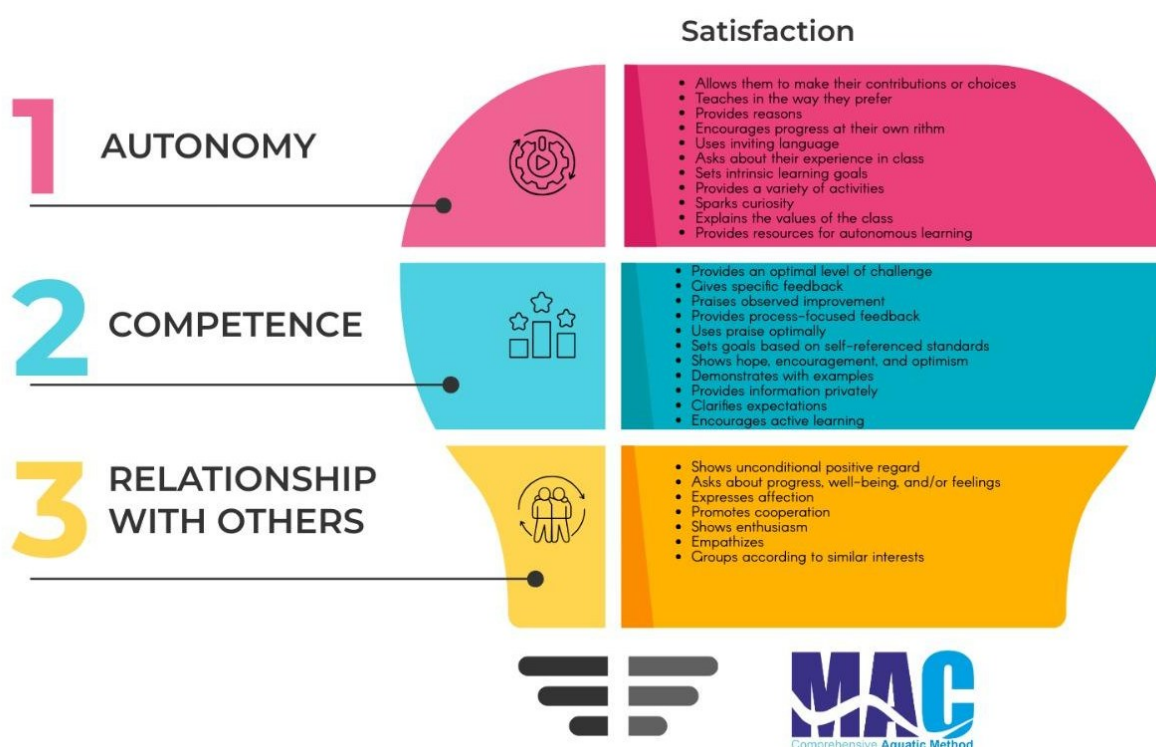 Satisfaction
1
AUTONOMY
• Allows them to make their contributions or choices
• Teaches in the way they prefer
• Provides reasons
• Encourages progress at their own rithm
• Uses inviting language
• Asks about their experience in class
• Sets intrinsic learning goals
• Provides a variety of activities
• Sparks curiosity
• Explains the values of the class
• Provides resources for autonomous learning
2
COMPETENCE
• Provides an optimal level of challenge
• Gives specific feedback
• Praises observed improvement
• Provides process-focused feedback
• Uses praise optimally
• Sets goals based on self-referenced standards
• Shows hope, encouragement, and optimism
• Demonstrates with examples
• Provides information privately
• Clarifies expectations
• Encourages active learning
3
RELATIONSHIP
WITH OTHERS
• Shows unconditional positive regard
• Asks about progress, well-being, and/or feelings
• Expresses affection
• Promotes cooperation
• Shows enthusiasm
• Empathizes
• Groups according to similar interests
MAC
Comprehensive Aquatic Method